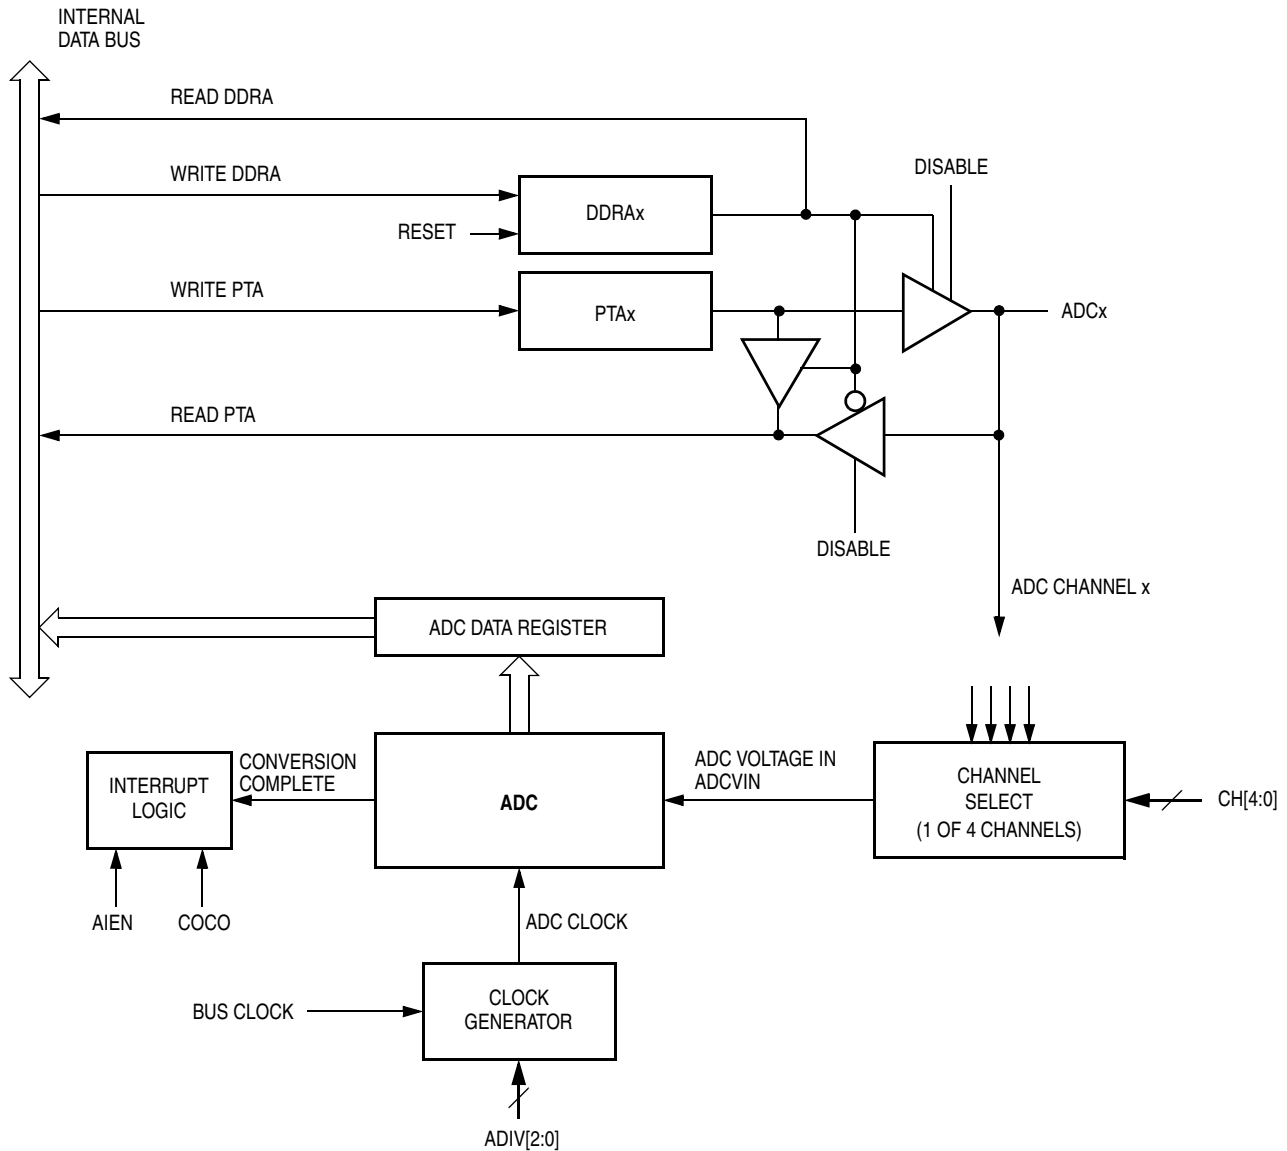 INTERNAL
DATA BUS
READ DDRA
WRITE DDRA
DISABLE
DDRAx
RESET
WRITE PTA
PTAx
ADCx
READ PTA
DISABLE
ADC CHANNEL x
ADC DATA REGISTER
INTERRUPT
LOGIC
CONVERSION
COMPLETE
ADC
ADC VOLTAGE IN
ADCVIN
CHANNEL
SELECT
(1 OF 4 CHANNELS)
CH[4:0]
AIEN
COCO
ADC CLOCK
BUS CLOCK
CLOCK
GENERATOR
ADIV[2:0]